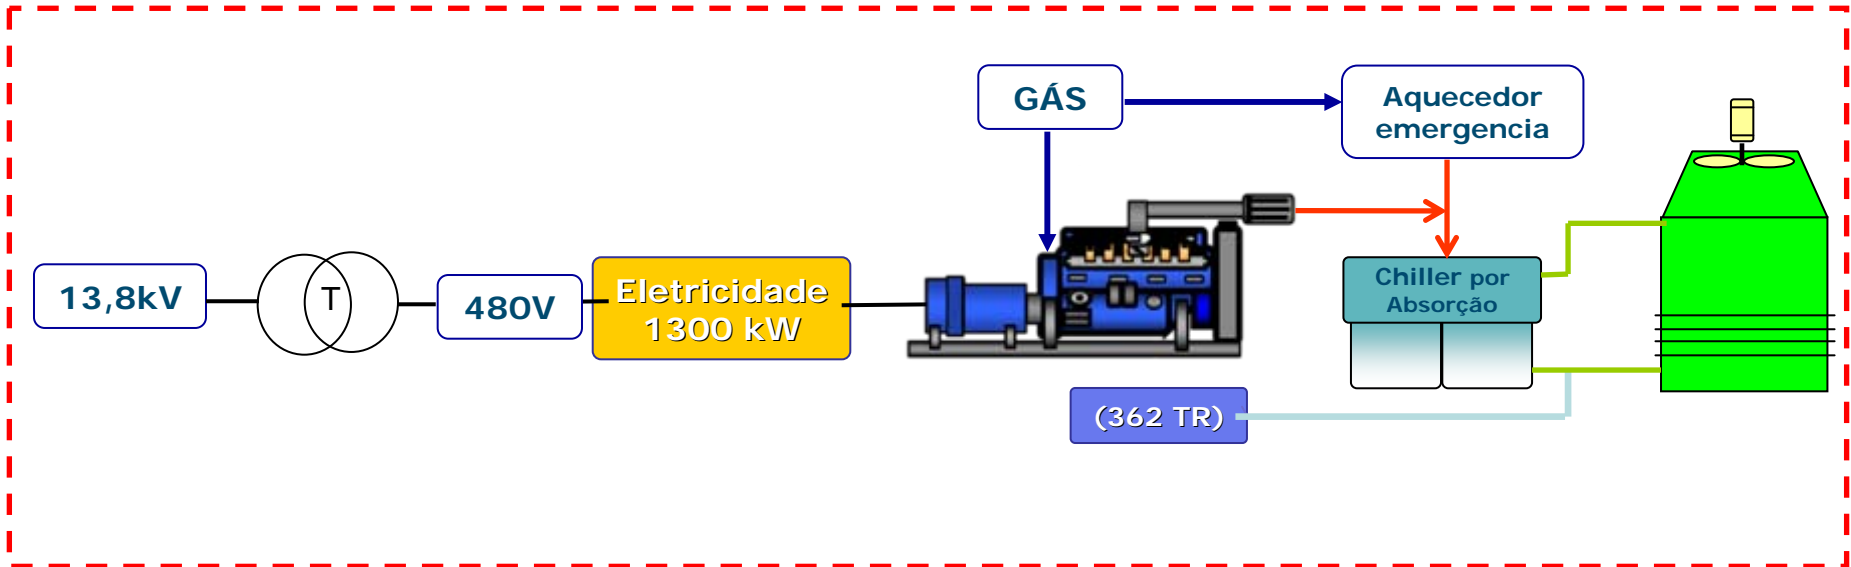 GÁS
Aquecedor
emergencia
13,8kV
T
480V
Eletricidade
1300 kW
Chiller por
Absorção
(362 TR)